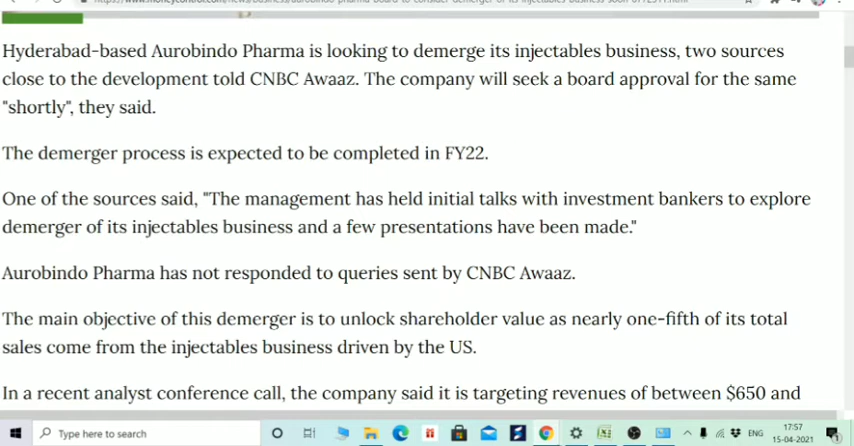 Hyderabad-based Aurobindo Pharma is looking to demerge its injectables business, two sources
close to the development told CNBC Awaaz. The company will seek a board approval for the same
"shortly", they said.
The demerger process is expected to be completed in FY22.
One of the sources said, "The management has held initial talks with investment bankers to explore
demerger of its injectables business and a few presentations have been made."
Aurobindo Pharma has not responded to queries sent by CNBC Awaaz.
The main objective of this demerger is to unlock shareholder value as nearly one-fifth of its total
sales come from the injectables business driven by the US.
In a recent analyst conference call, the company said it is targeting revenues of between $650 and
Type here to search
ENG
17:57
15-04-2021